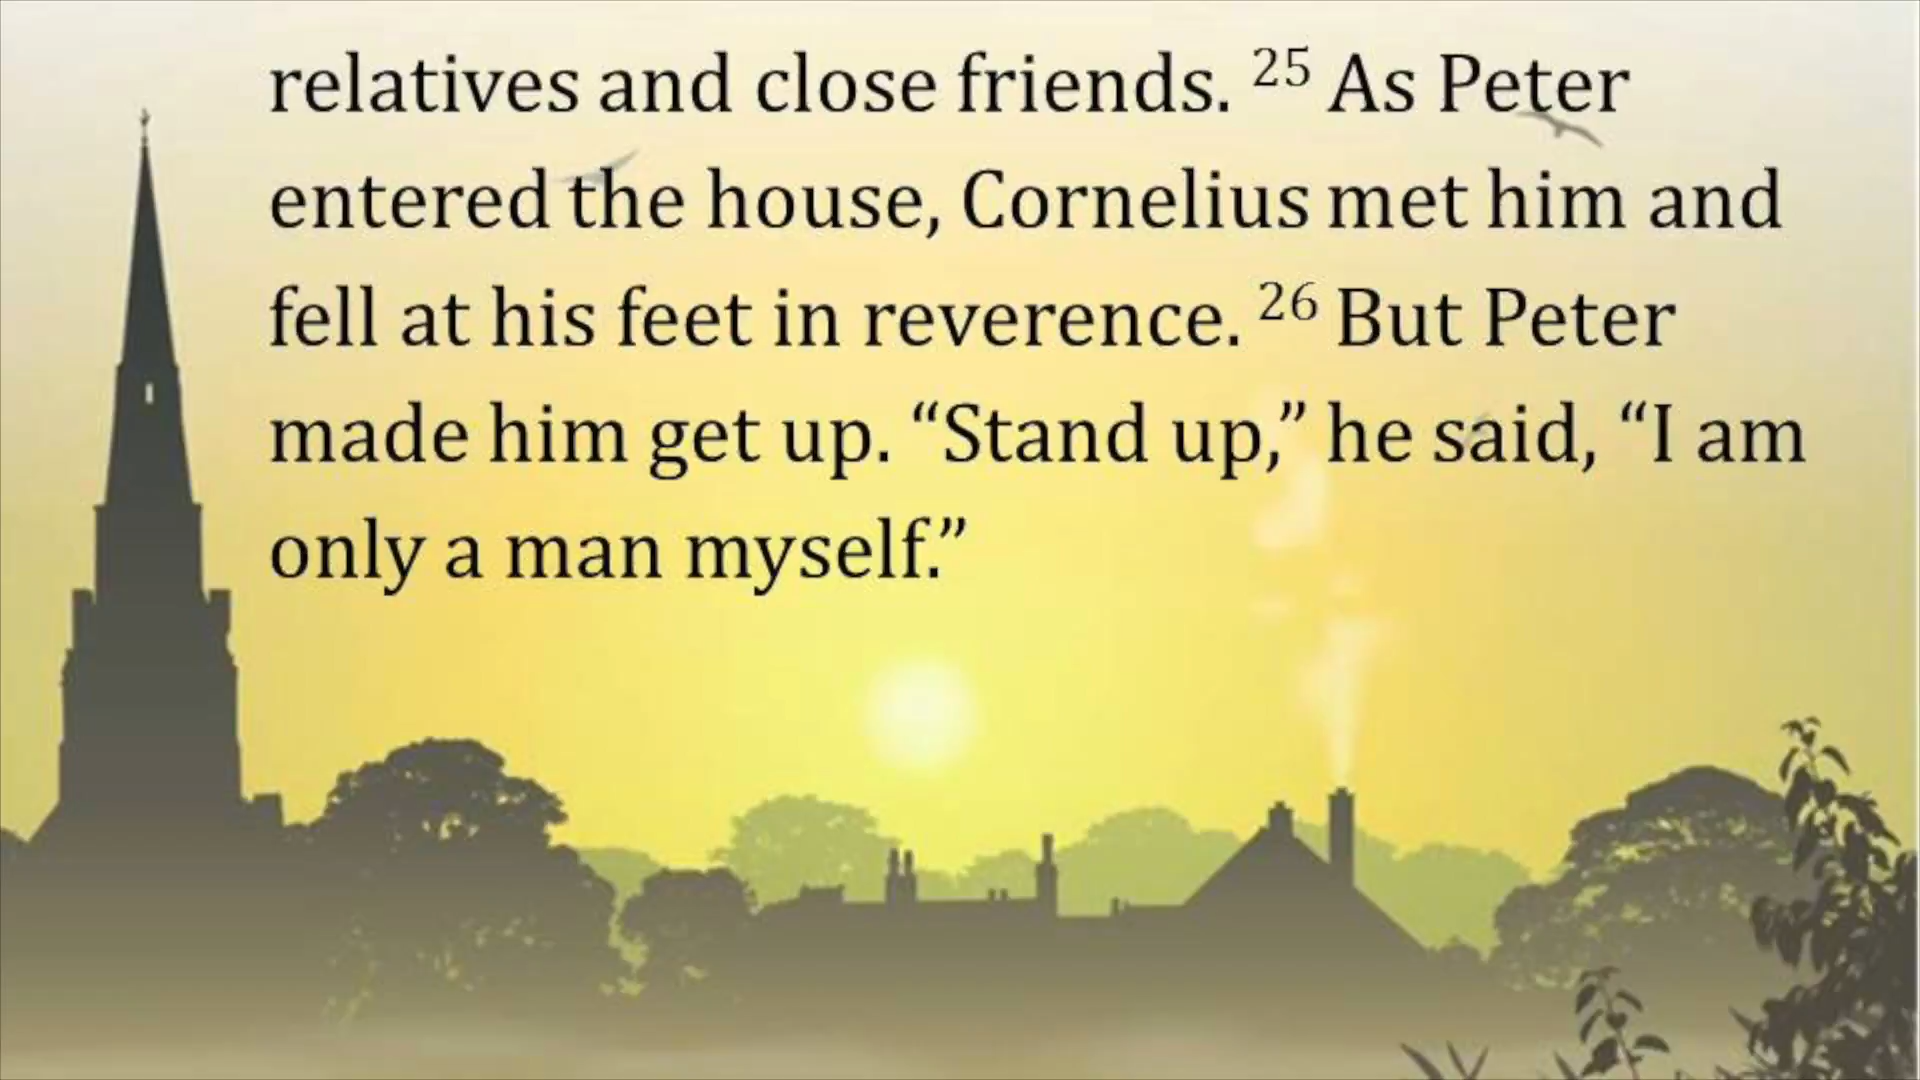 relatives and close friends. 25 As Peter
entered the house, Cornelius met him and
fell at his feet in reverence. 26 But Peter
made him get up. “Stand up,” he said, “I am
only a man myself.”